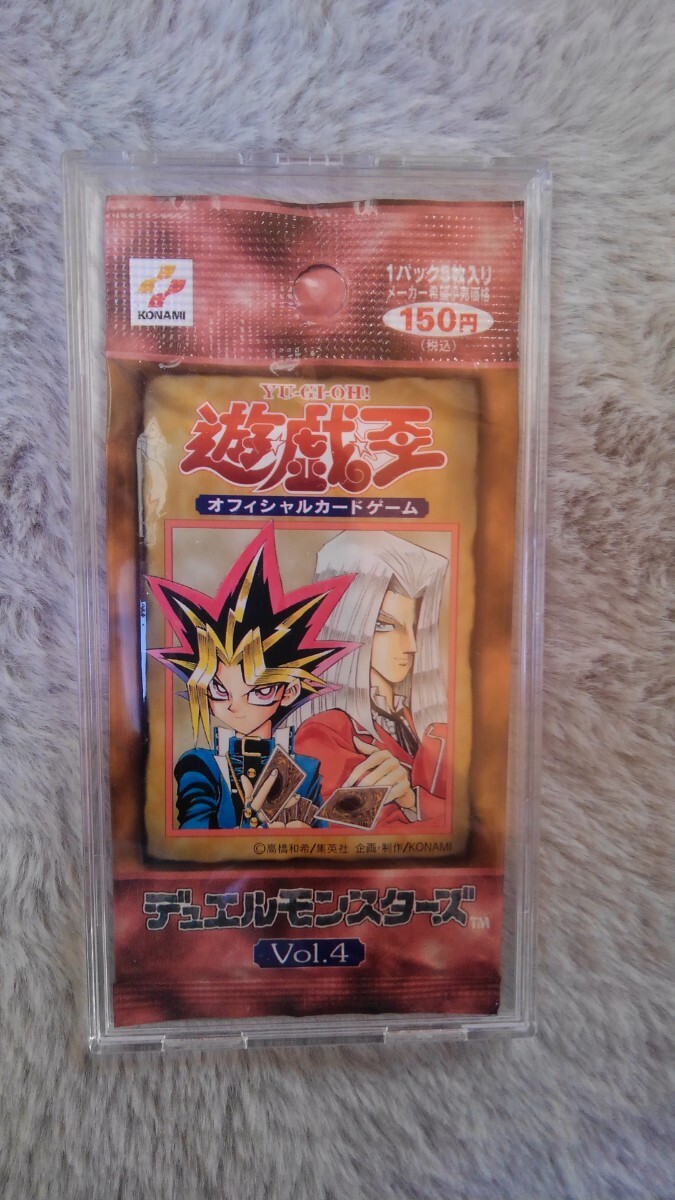 KONAMI
1パック5枚入り
メーカー希望小売価格
150円
(税込)
YU-GI-OH!
遊☆戯☆王
オフィシャルカードゲーム
©高橋和希/集英社 企画・制作/KONAMI
デュエルモンスターズ™
Vol.4